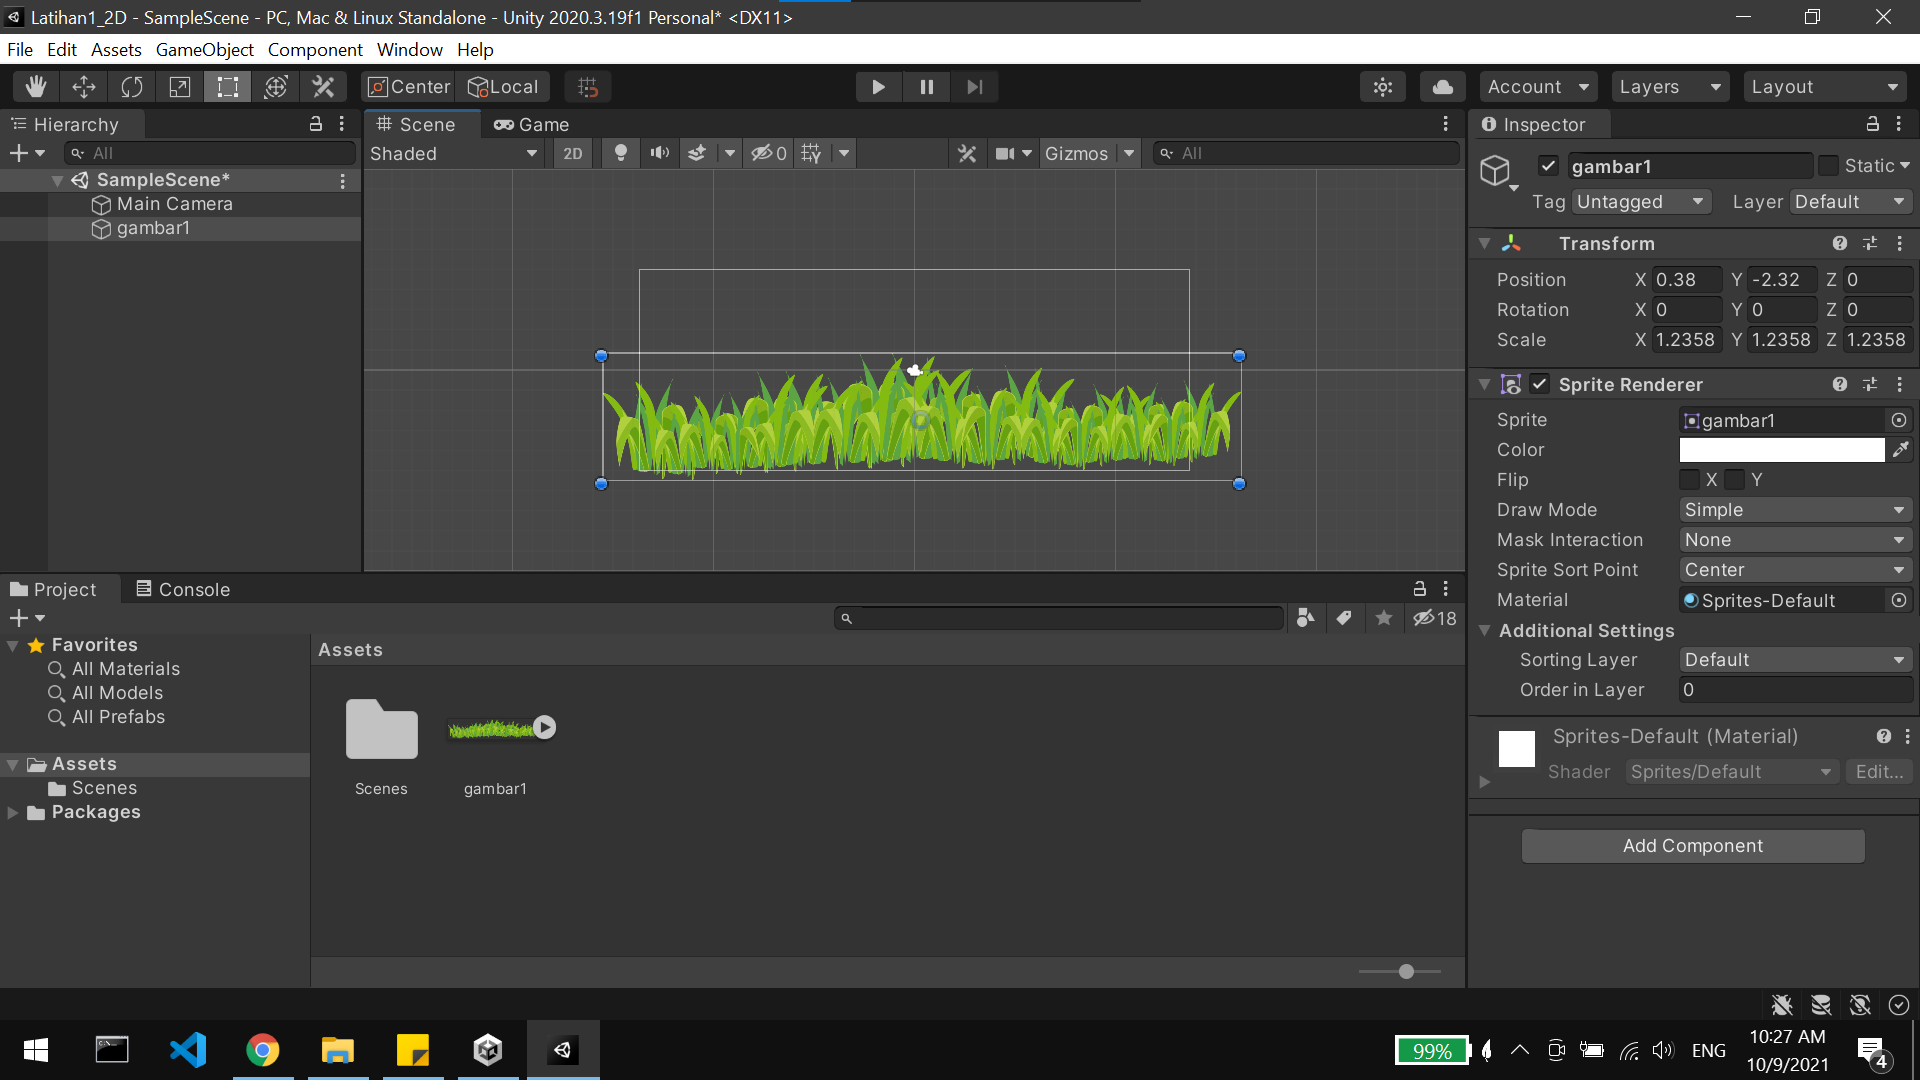 Latihan1_2D - SampleScene - PC, Mac & Linux Standalone - Unity 2020.3.19f1 Personal* <DX11>
File Edit Assets GameObject Component Window Help
Center Local Account Layers Layout
Hierarchy
All
SampleScene*
Main Camera
gambar1
Scene Game
Shaded 2D 0 Gizmos All
Inspector
gambar1 Static
Tag Untagged Layer Default
Transform
Position X 0.38 Y -2.32 Z 0
Rotation X 0 Y 0 Z 0
Scale X 1.2358 Y 1.2358 Z 1.2358
Sprite Renderer
Sprite gambar1
Color
Flip X Y
Draw Mode Simple
Mask Interaction None
Sprite Sort Point Center
Material Sprites-Default
Additional Settings
Sorting Layer Default
Order in Layer 0
Sprites-Default (Material)
Shader Sprites/Default Edit...
Add Component
Project Console
18
Favorites
All Materials
All Models
All Prefabs
Assets
Scenes
Packages
Assets
Scenes gambar1
99% ENG 10:27 AM
10/9/2021 4